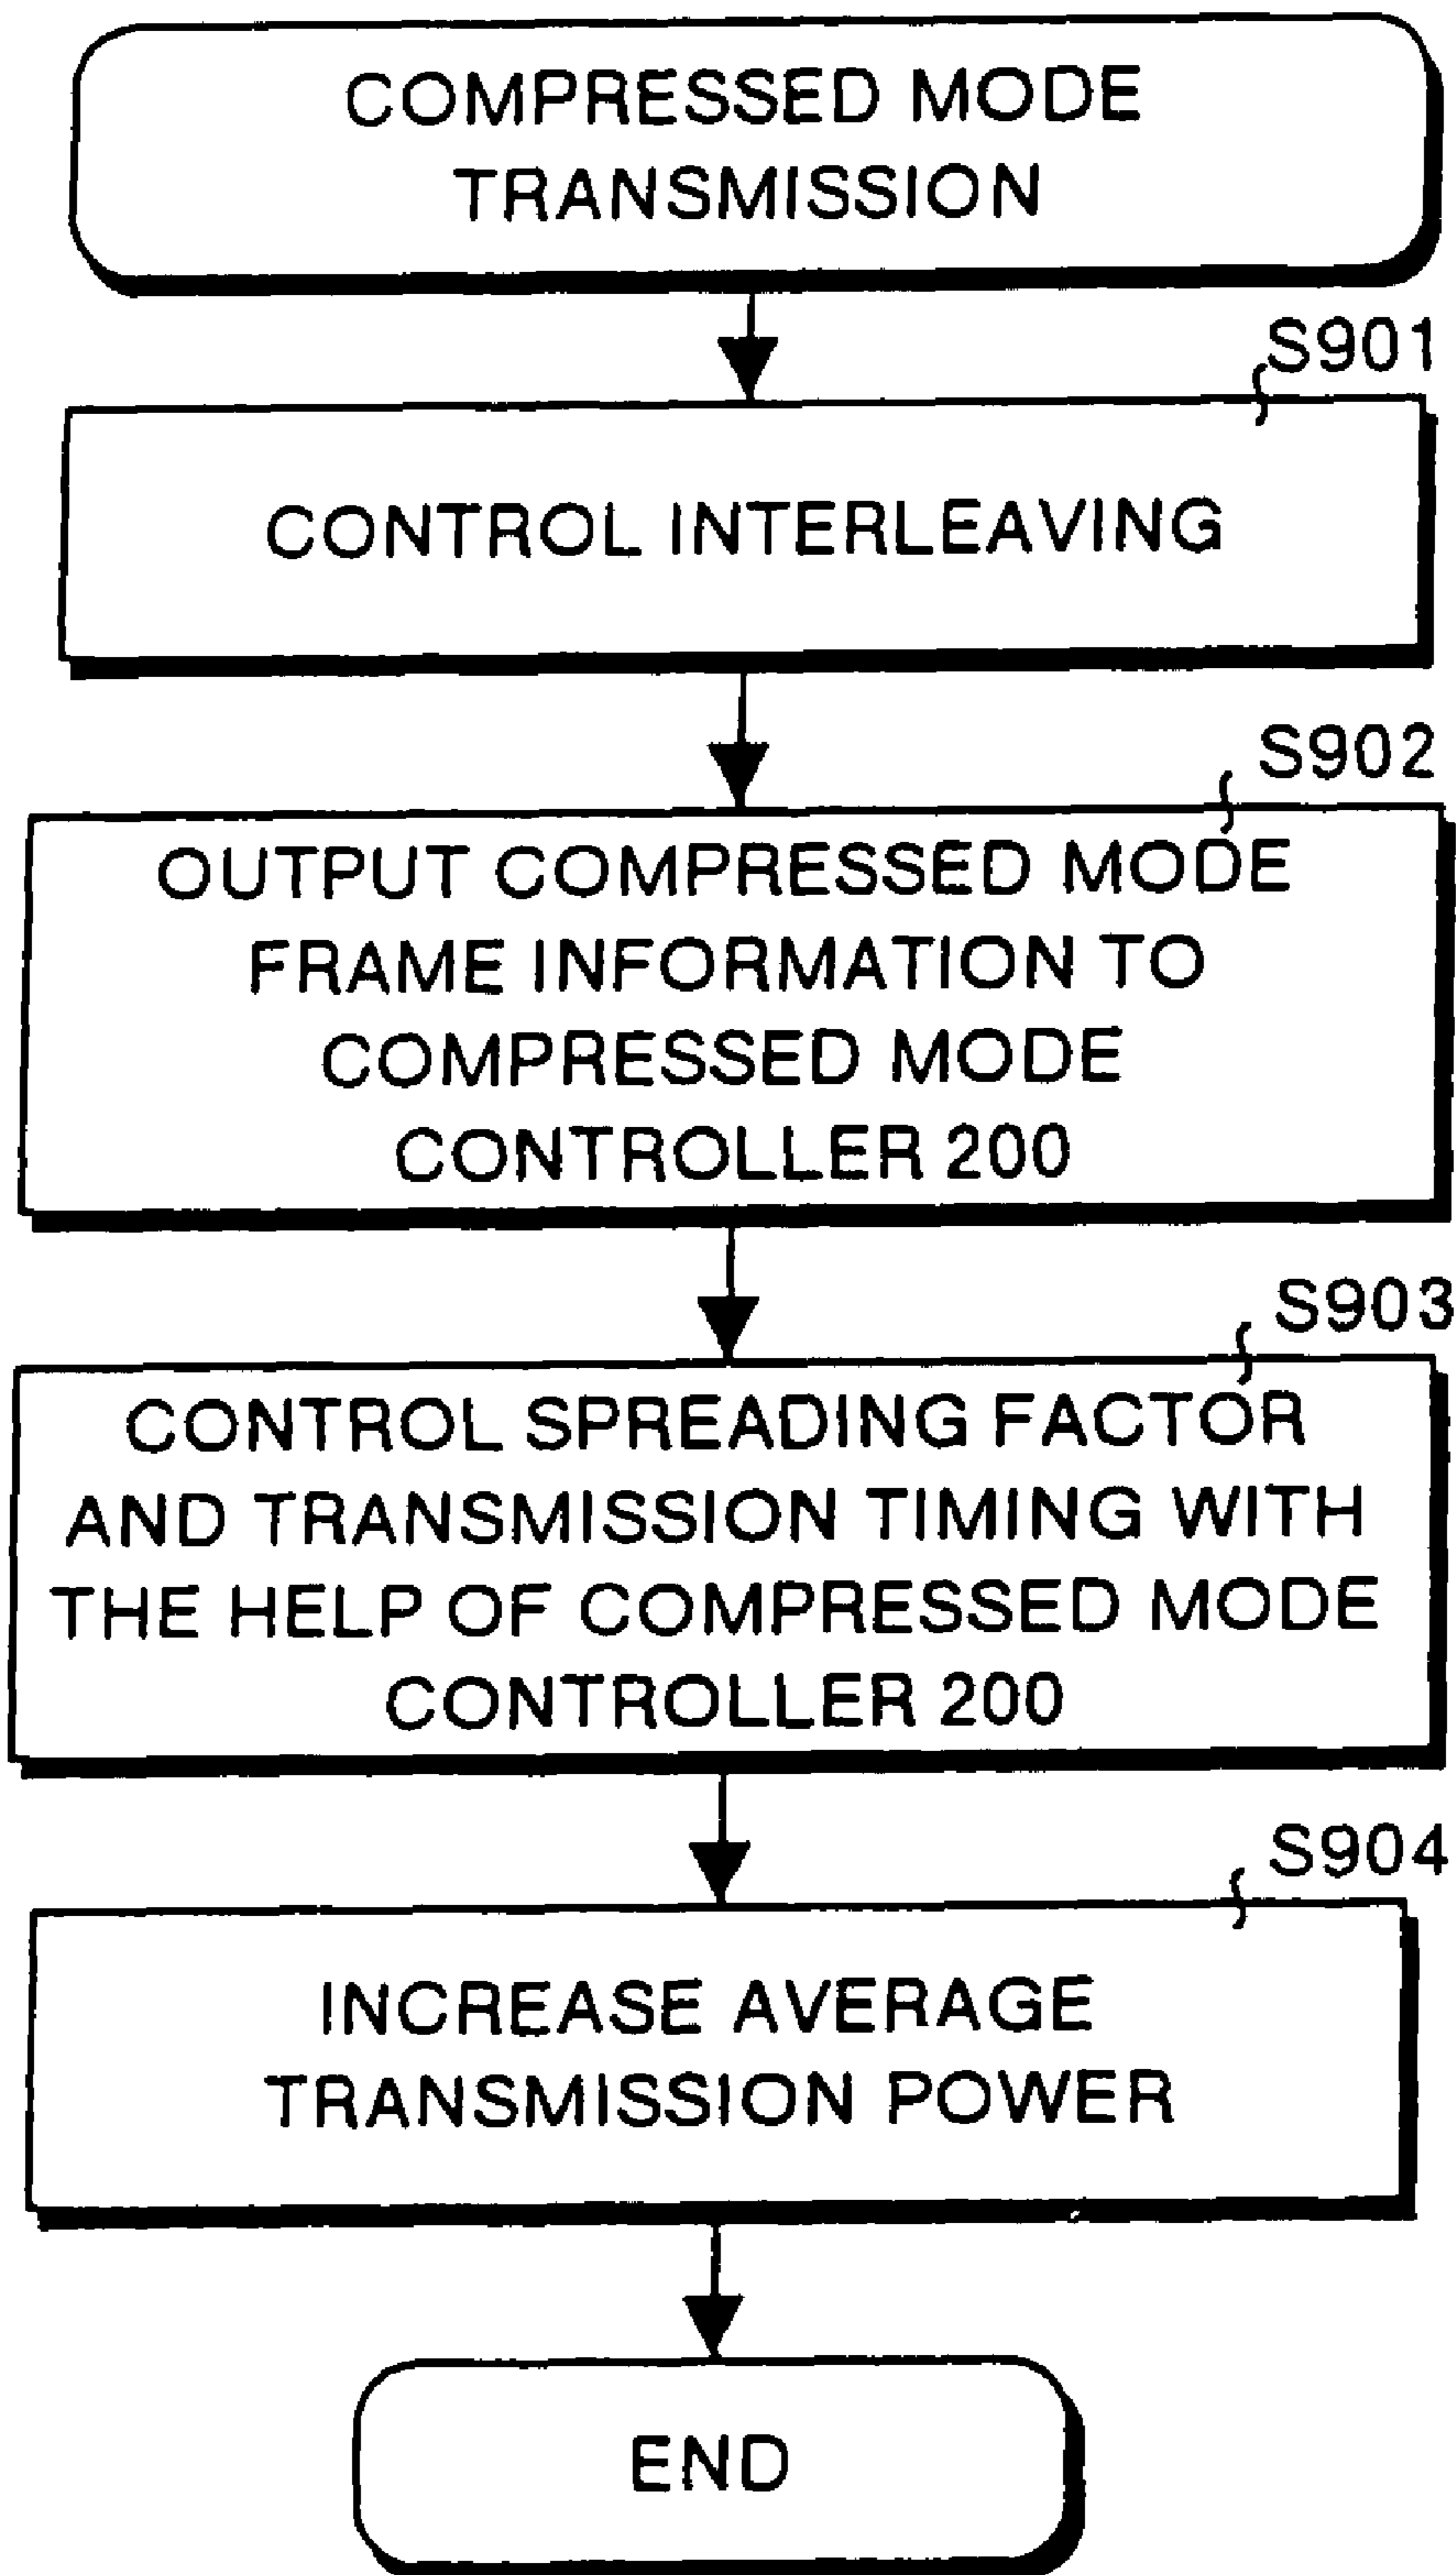 COMPRESSED MODE
TRANSMISSION
S901
CONTROL INTERLEAVING
S902
OUTPUT COMPRESSED MODE
FRAME INFORMATION TO
COMPRESSED MODE
CONTROLLER 200
S903
CONTROL SPREADING FACTOR
AND TRANSMISSION TIMING WITH
THE HELP OF COMPRESSED MODE
CONTROLLER 200
S904
INCREASE AVERAGE
TRANSMISSION POWER
END